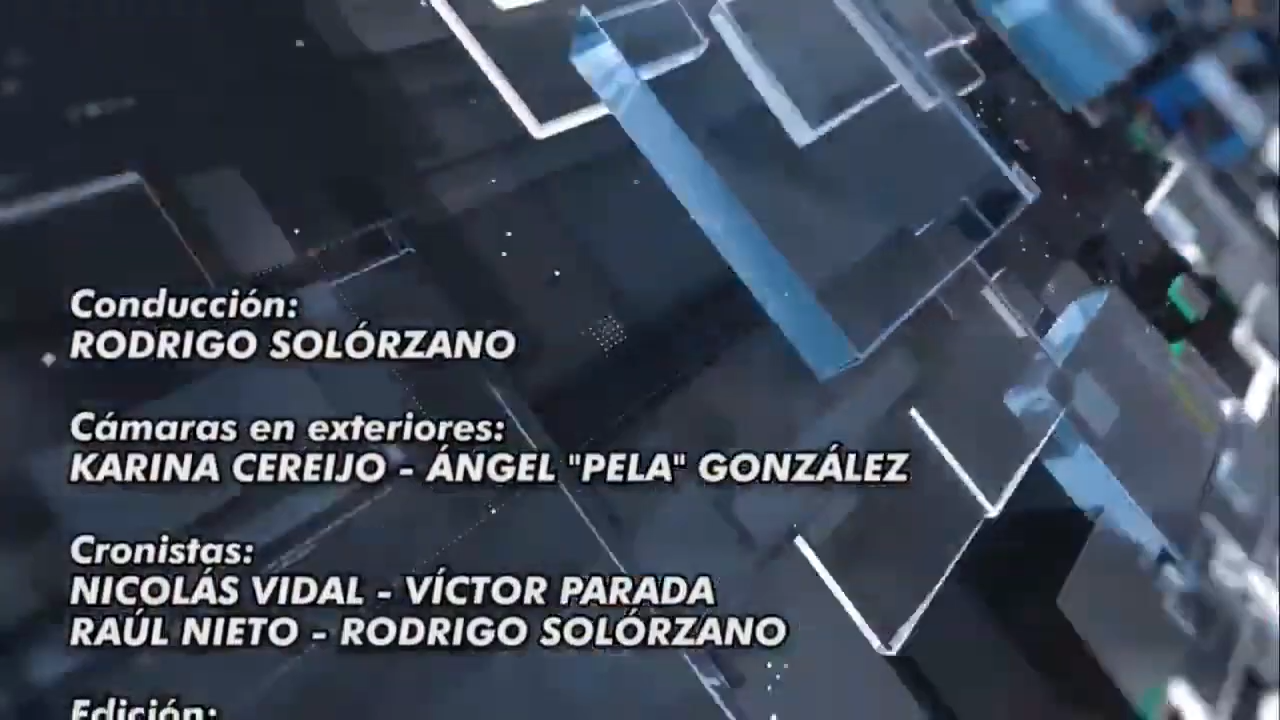 Conducción:
RODRIGO SOLÓRZANO
Cámaras en exteriores:
KARINA CEREIJO - ÁNGEL "PELA" GONZÁLEZ
Cronistas:
NICOLÁS VIDAL - VÍCTOR PARADA
RAÚL NIETO - RODRIGO SOLÓRZANO
Edición: